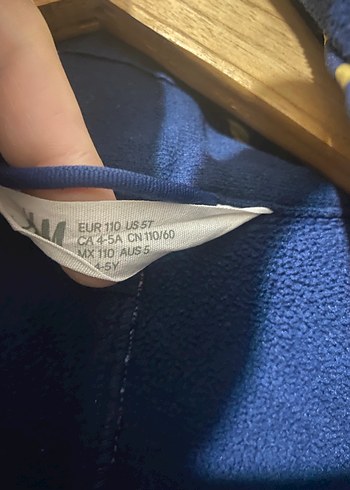 &M
EUR 110 US 5T
CA 4-5A CN 110/60
MX 110 AUS 5
4-5Y